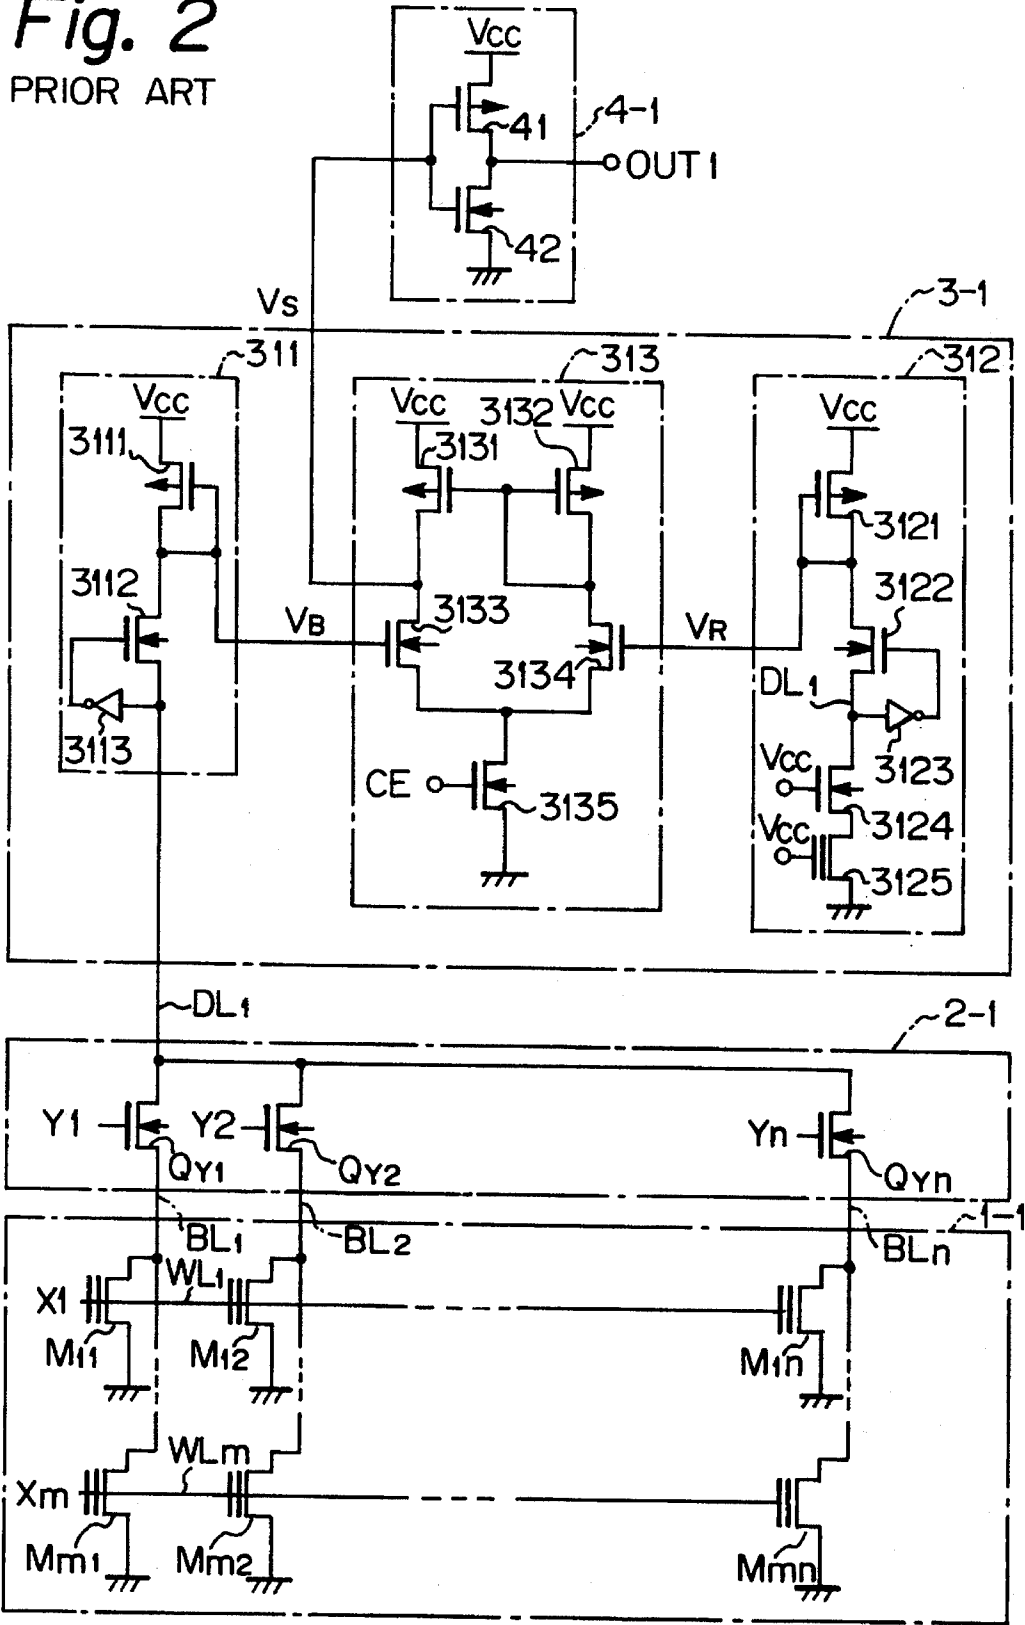 Fig. 2
PRIOR ART
VCC
41
4-1
OUT1
42
VS
3-1
311
313
312
VCC
VCC
3132
VCC
VCC
3111
3131
3121
3112
3133
3122
VB
VR
3134
DL1
3113
3123
VCC
CE
3135
3124
VCC
3125
DL1
2-1
Y1
Y2
Yn
QY1
QY2
QYn
1-1
BL1
BL2
BLn
WL1
X1
M11
M12
M1n
WLm
Xm
Mm1
Mm2
Mmn